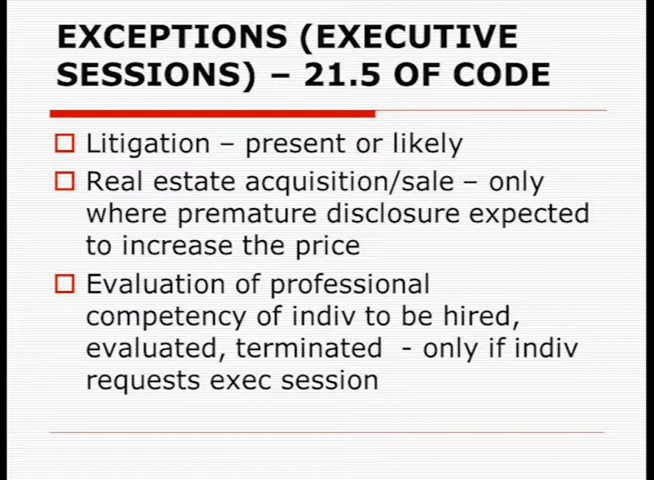 EXCEPTIONS (EXECUTIVE
SESSIONS) – 21.5 OF CODE
Litigation – present or likely
Real estate acquisition/sale – only
where premature disclosure expected
to increase the price
Evaluation of professional
competency of indiv to be hired,
evaluated, terminated - only if indiv
requests exec session